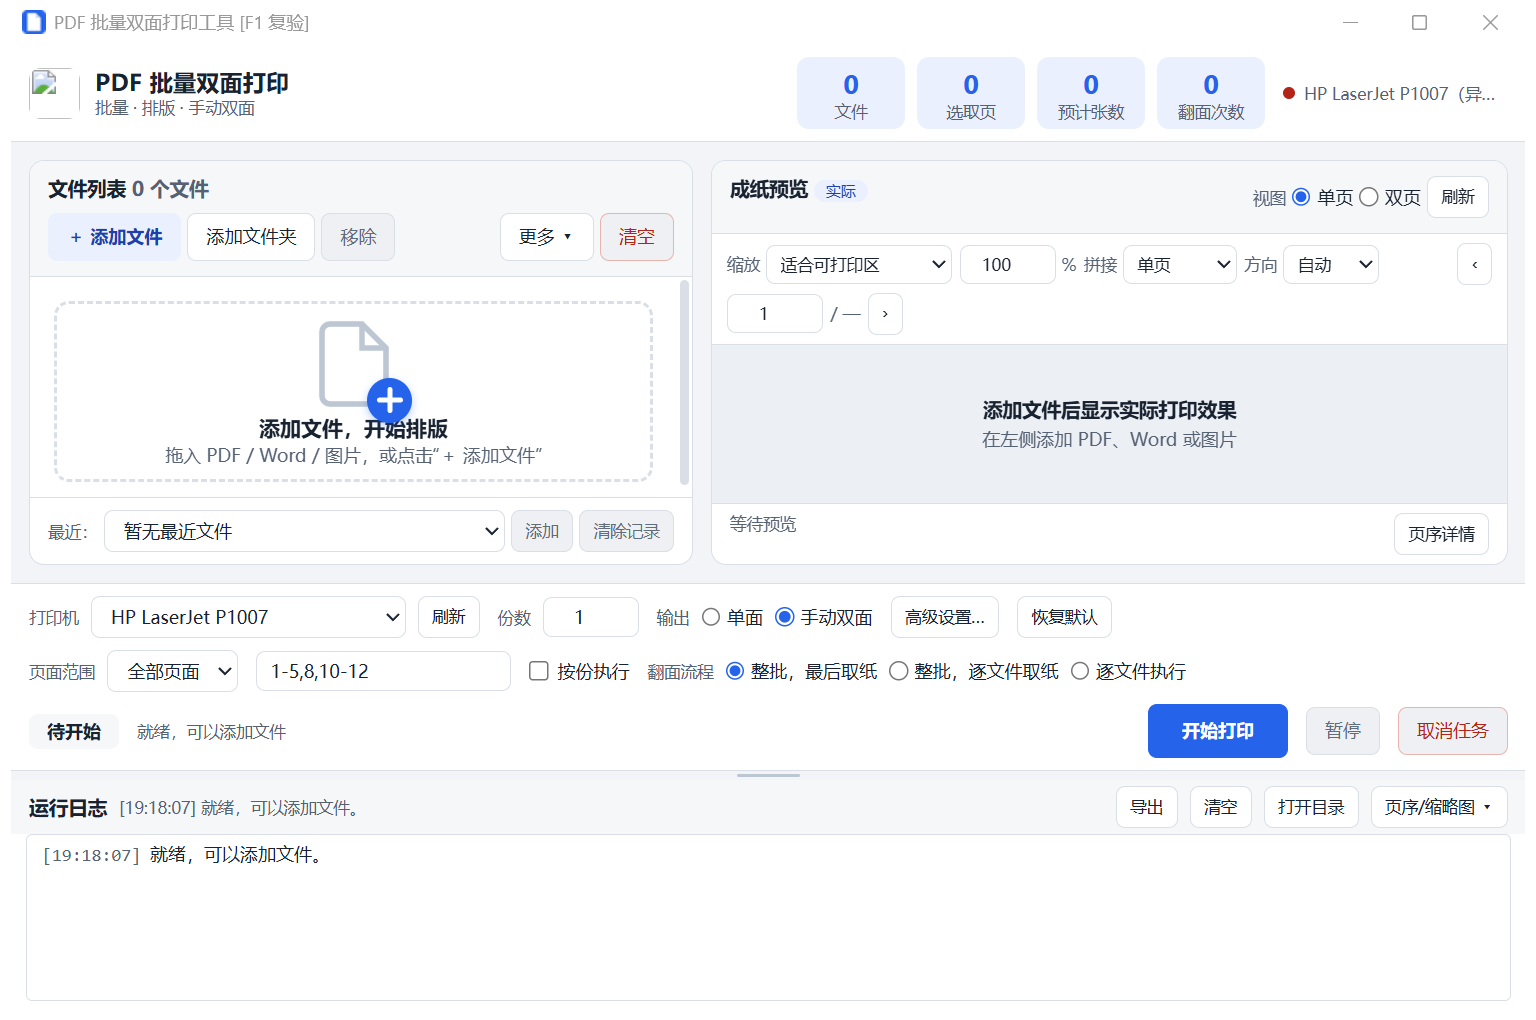 PDF 批量双面打印工具 [F1 复验]
PDF 批量双面打印
批量 · 排版 · 手动双面
0 文件
0 选取页
0 预计张数
0 翻面次数
HP LaserJet P1007（异...
文件列表 0 个文件
+ 添加文件 添加文件夹 移除 更多 ▾ 清空
添加文件，开始排版
拖入 PDF / Word / 图片，或点击“+ 添加文件”
最近： 暂无最近文件 添加 清除记录
成纸预览 实际 视图 单页 双页 刷新
缩放 适合可打印区 100 % 拼接 单页 方向 自动 ‹
1 / — ›
添加文件后显示实际打印效果
在左侧添加 PDF、Word 或图片
等待预览 页序详情
打印机 HP LaserJet P1007 刷新 份数 1 输出 单面 手动双面 高级设置... 恢复默认
页面范围 全部页面 1-5,8,10-12 按份执行 翻面流程 整批，最后取纸 整批，逐文件取纸 逐文件执行
待开始 就绪，可以添加文件 开始打印 暂停 取消任务
运行日志 [19:18:07] 就绪，可以添加文件。 导出 清空 打开目录 页序/缩略图 ▾
[19:18:07] 就绪，可以添加文件。